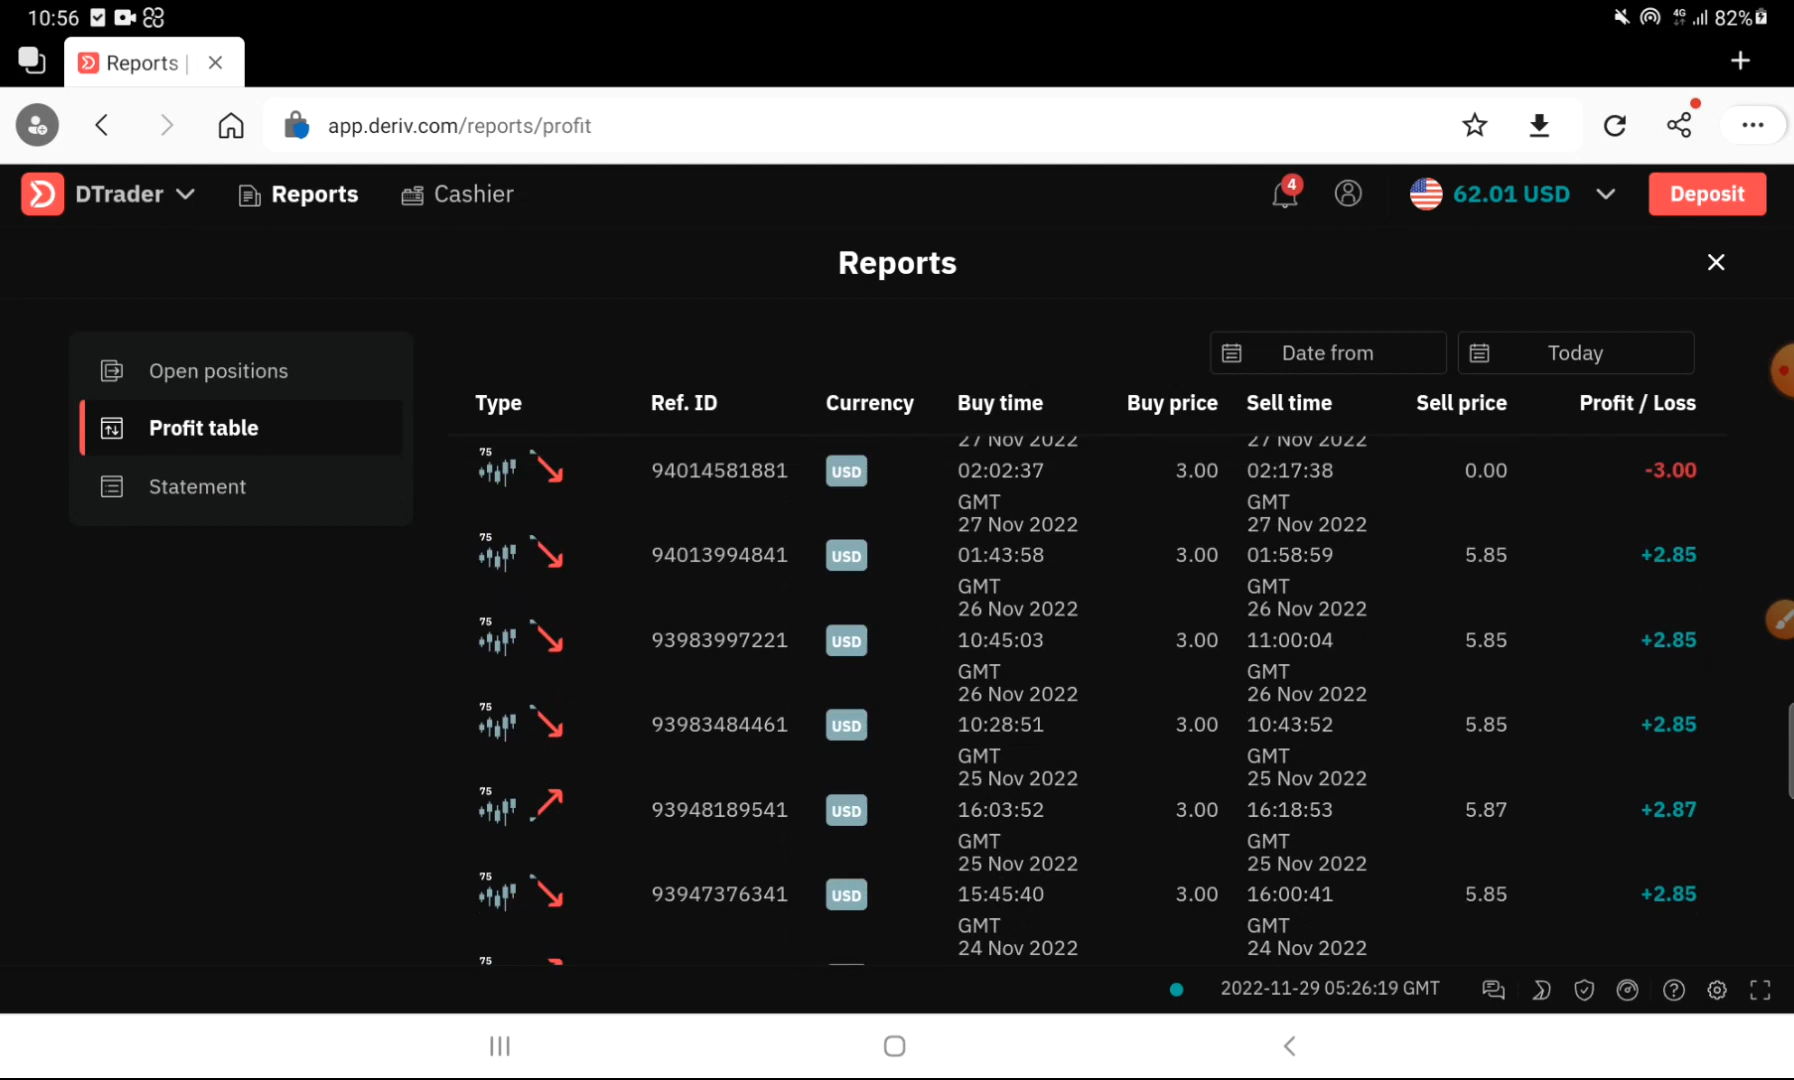 10:56
4G 82%
Reports |
app.deriv.com/reports/profit
DTrader Reports Cashier 4 62.01 USD Deposit
Reports
Open positions
Profit table
Statement
Date from Today
Type Ref. ID Currency Buy time Buy price Sell time Sell price Profit / Loss
27 Nov 2022 27 Nov 2022
75 94014581881 USD 02:02:37 3.00 02:17:38 0.00 -3.00
GMT GMT
27 Nov 2022 27 Nov 2022
75 94013994841 USD 01:43:58 3.00 01:58:59 5.85 +2.85
GMT GMT
26 Nov 2022 26 Nov 2022
75 93983997221 USD 10:45:03 3.00 11:00:04 5.85 +2.85
GMT GMT
26 Nov 2022 26 Nov 2022
75 93983484461 USD 10:28:51 3.00 10:43:52 5.85 +2.85
GMT GMT
25 Nov 2022 25 Nov 2022
75 93948189541 USD 16:03:52 3.00 16:18:53 5.87 +2.87
GMT GMT
25 Nov 2022 25 Nov 2022
75 93947376341 USD 15:45:40 3.00 16:00:41 5.85 +2.85
GMT GMT
24 Nov 2022 24 Nov 2022
75
2022-11-29 05:26:19 GMT